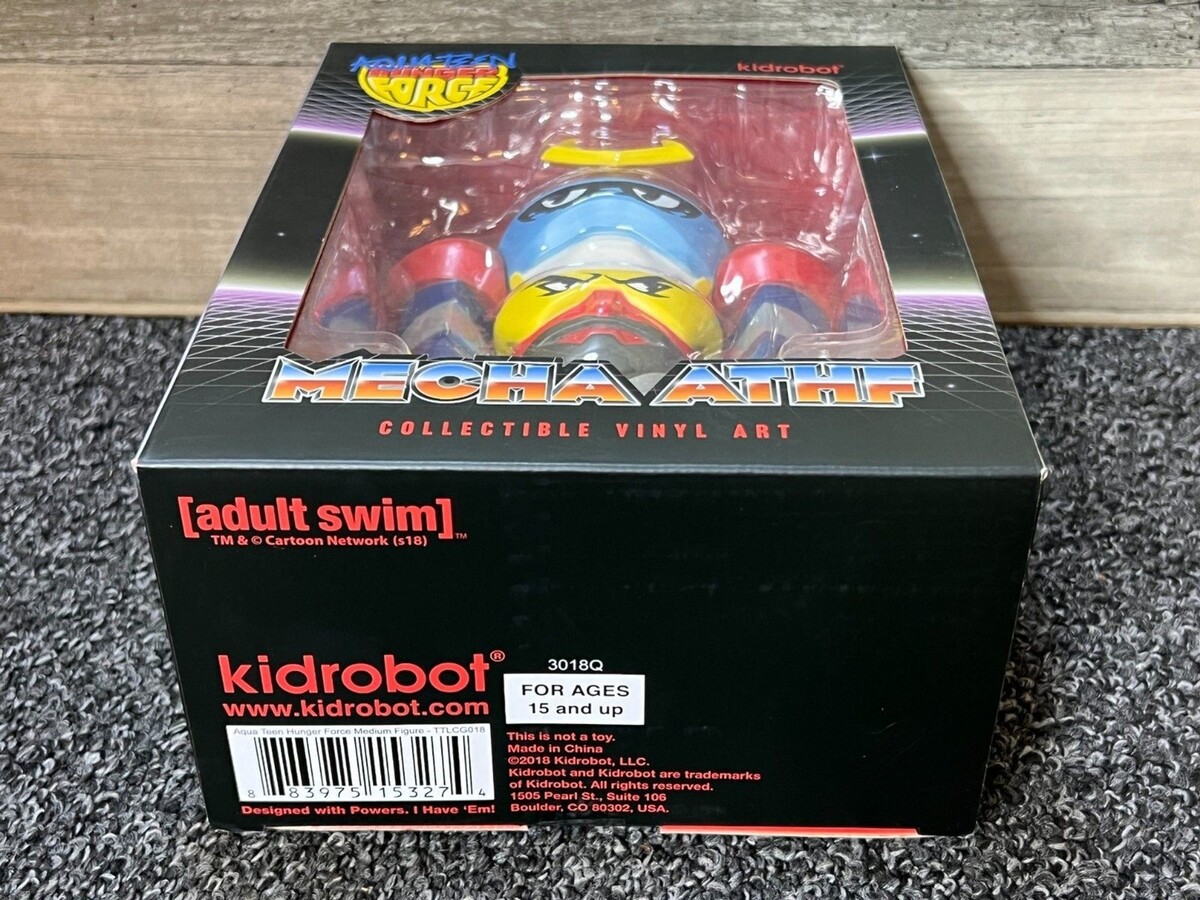 AQUA TEEN
HUNGER
FORCE
kidrobot®
MECHA ATHF
COLLECTIBLE VINYL ART
[adult swim]™
TM & © Cartoon Network (s18)
kidrobot®
www.kidrobot.com
3018Q
FOR AGES
15 and up
Aqua Teen Hunger Force Medium Figure - TTLCG018
8 83975 15327 4
Designed with Powers. I Have 'Em!
This is not a toy.
Made in China
©2018 Kidrobot, LLC.
Kidrobot and Kidrobot are trademarks
of Kidrobot. All rights reserved.
1505 Pearl St., Suite 106
Boulder, CO 80302, USA.